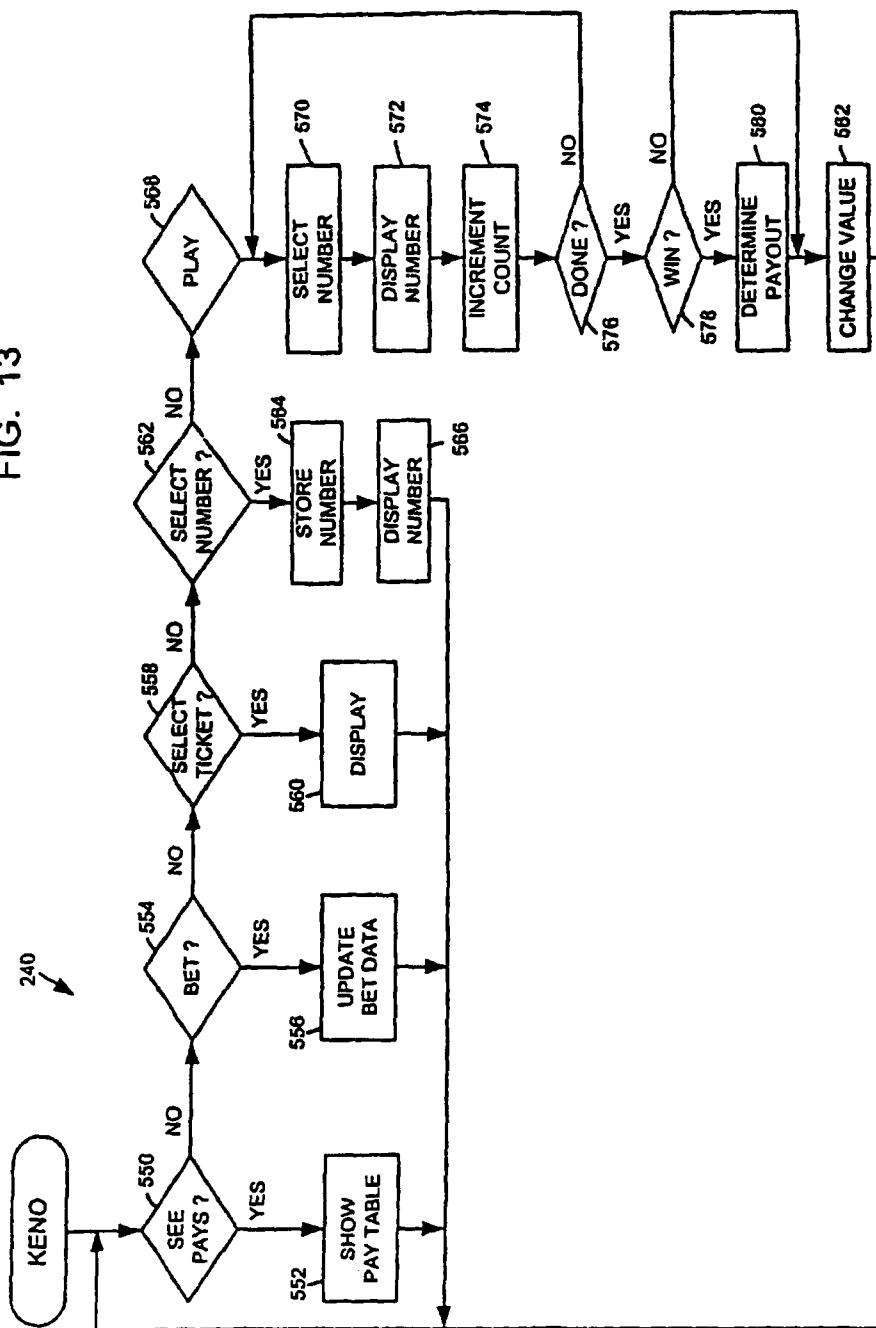 FIG. 13
240
KENO
SEE
PAYS ?
550
NO
YES
SHOW
PAY TABLE
552
BET ?
554
NO
YES
UPDATE
BET DATA
556
SELECT
TICKET ?
558
NO
YES
DISPLAY
560
SELECT
NUMBER ?
562
NO
YES
STORE
NUMBER
564
DISPLAY
NUMBER
566
PLAY
568
SELECT
NUMBER
570
DISPLAY
NUMBER
572
INCREMENT
COUNT
574
DONE ?
576
NO
YES
WIN ?
578
NO
YES
DETERMINE
PAYOUT
580
CHANGE VALUE
582